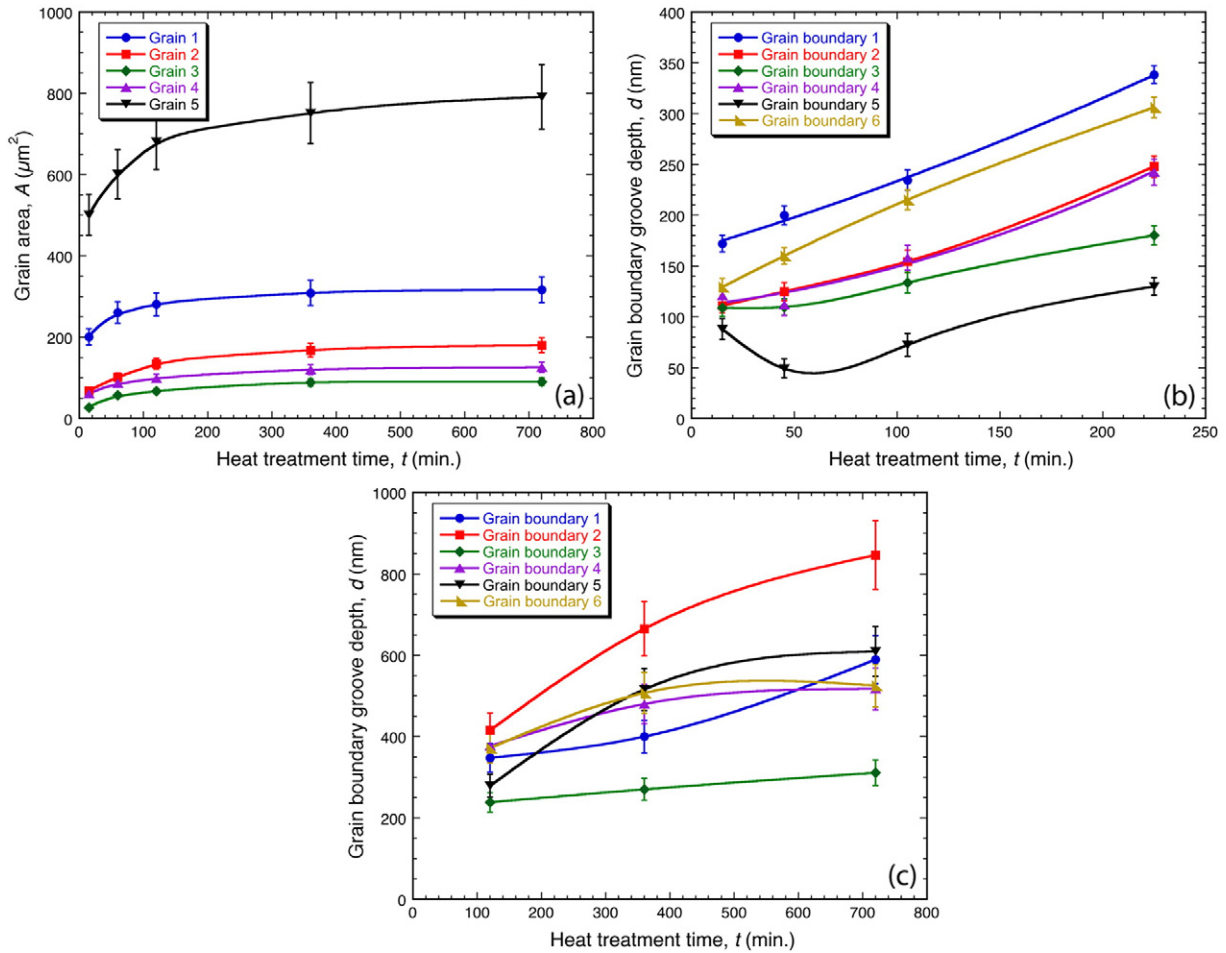 1000
800
600
400
200
0
Grain area, A (μm²)
Grain 1
Grain 2
Grain 3
Grain 4
Grain 5
(a)
0 100 200 300 400 500 600 700 800
Heat treatment time, t (min.)
400
350
300
250
200
150
100
50
0
Grain boundary groove depth, d (nm)
Grain boundary 1
Grain boundary 2
Grain boundary 3
Grain boundary 4
Grain boundary 5
Grain boundary 6
(b)
0 50 100 150 200 250
Heat treatment time, t (min.)
1000
800
600
400
200
0
Grain boundary groove depth, d (nm)
Grain boundary 1
Grain boundary 2
Grain boundary 3
Grain boundary 4
Grain boundary 5
Grain boundary 6
(c)
0 100 200 300 400 500 600 700 800
Heat treatment time, t (min.)